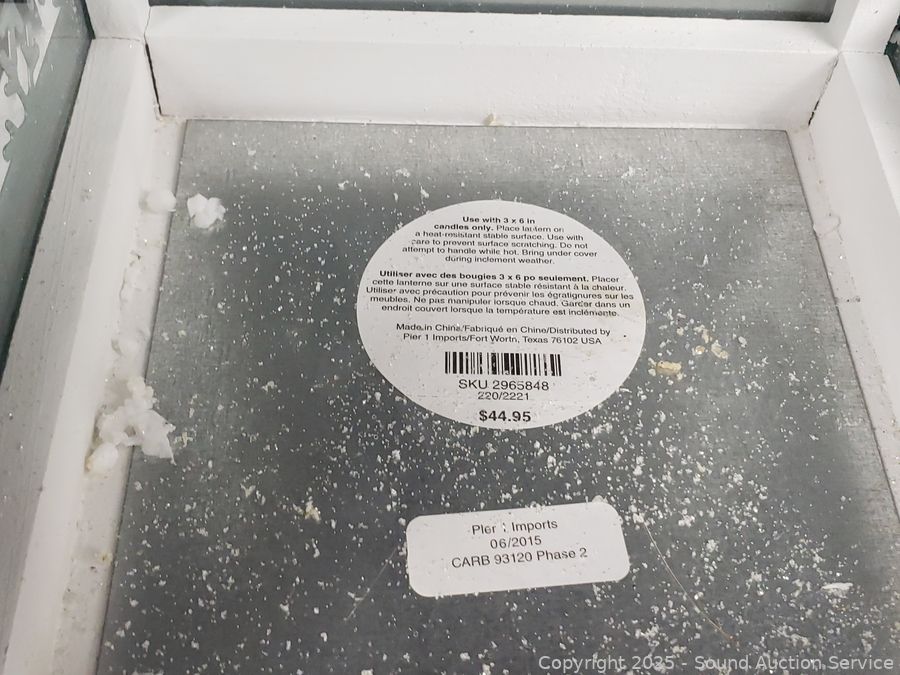 Use with 3 x 6 in
candles only. Place lantern on
a heat-resistant stable surface. Use with
care to prevent surface scratching. Do not
attempt to handle while hot. Bring under cover
during inclement weather.
Utiliser avec des bougies 3 x 6 po seulement. Placer
cette lanterne sur une surface stable résistant à la chaleur.
Utiliser avec précaution pour prévenir les égratignures sur les
meubles. Ne pas manipuler lorsque chaud. Garder dans un
endroit couvert lorsque la température est inclémente.
Made in China/Fabriqué en Chine/Distributed by
Pier 1 Imports/Fort Worth, Texas 76102 USA
SKU 2965848
220/2221
$44.95
Pier 1 Imports
06/2015
CARB 93120 Phase 2
Copyright 2025 - Sound Auction Service